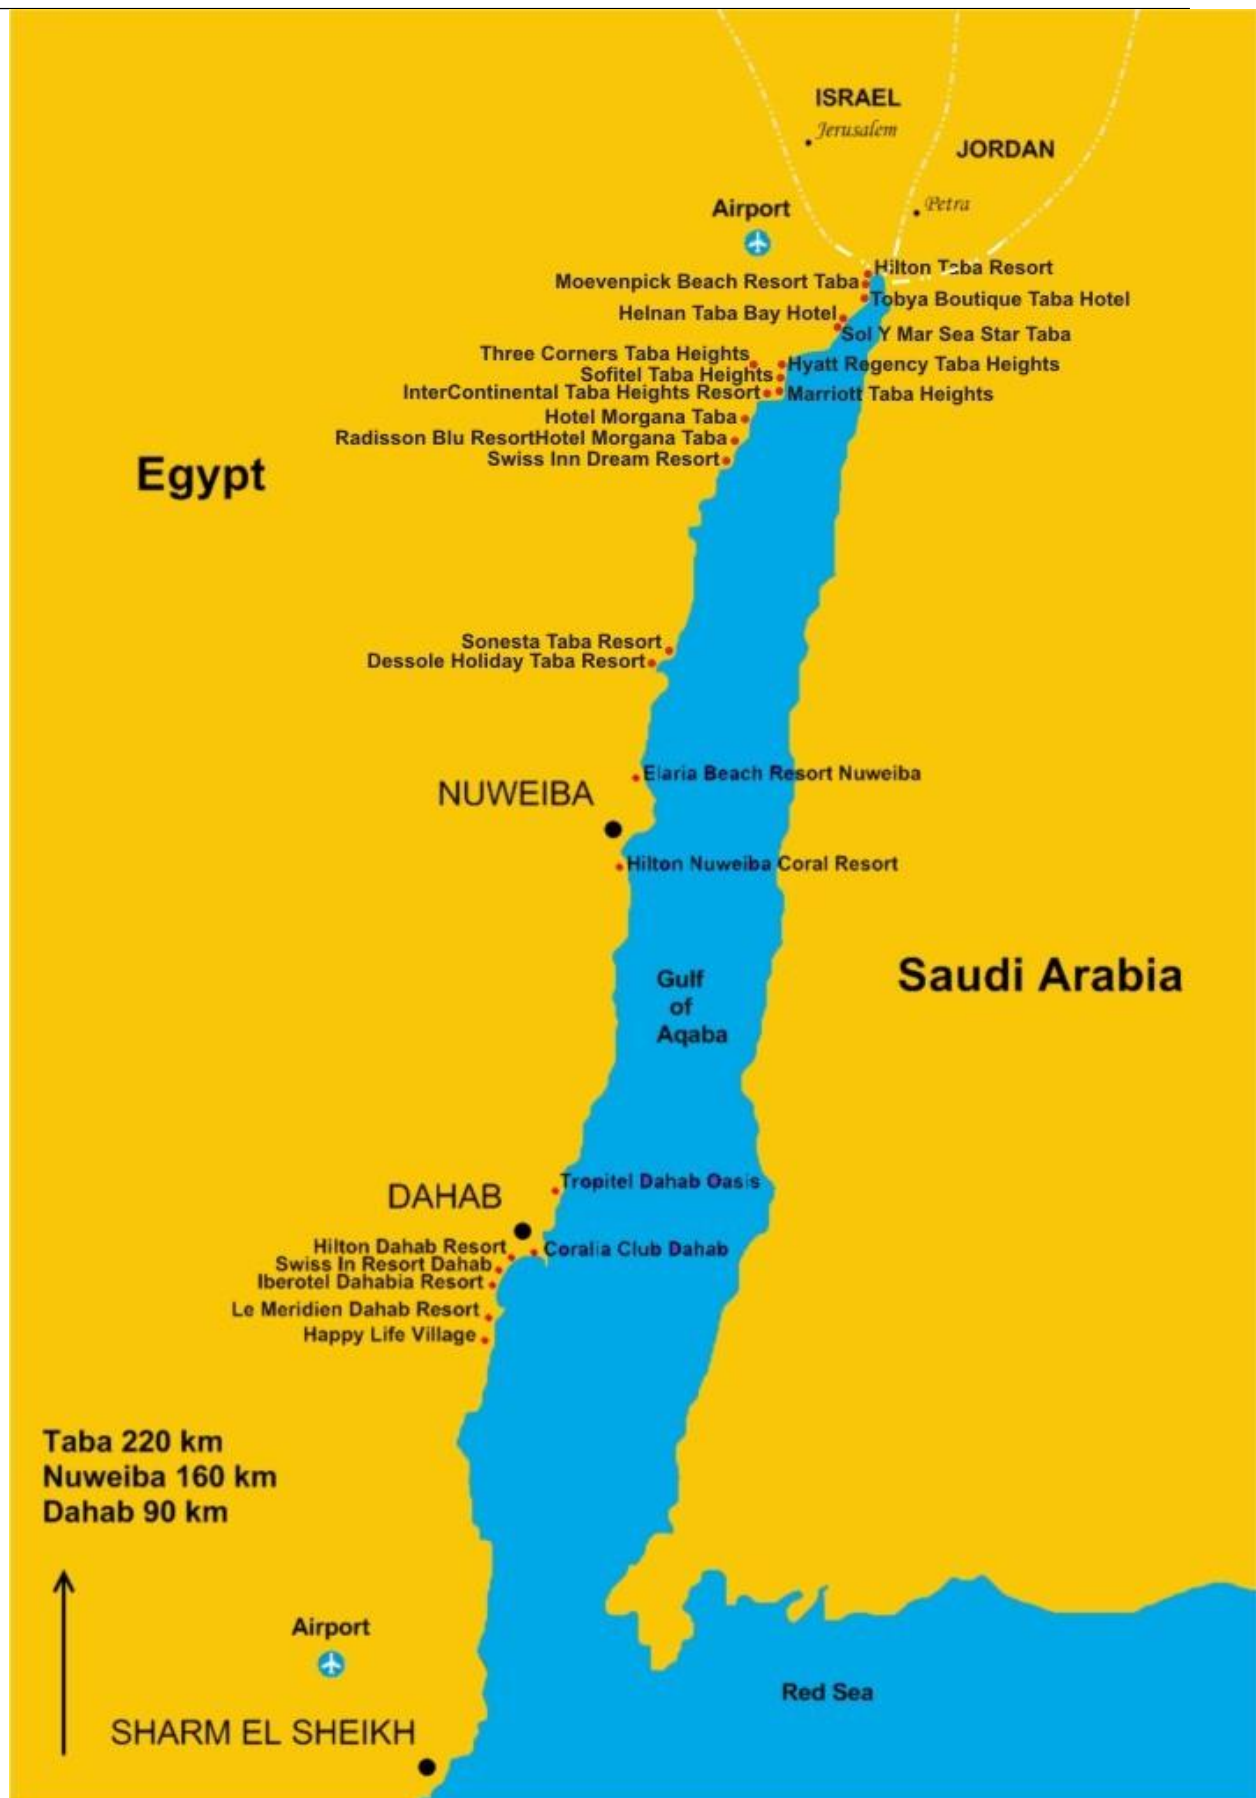 ISRAEL
Jerusalem
JORDAN
Petra
Airport
Hilton Taba Resort
Moevenpick Beach Resort Taba
Tobya Boutique Taba Hotel
Helnan Taba Bay Hotel
Sol Y Mar Sea Star Taba
Three Corners Taba Heights
Hyatt Regency Taba Heights
Sofitel Taba Heights
InterContinental Taba Heights Resort
Marriott Taba Heights
Hotel Morgana Taba
Radisson Blu ResortHotel Morgana Taba
Swiss Inn Dream Resort
Egypt
Sonesta Taba Resort
Dessole Holiday Taba Resort
Elaria Beach Resort Nuweiba
NUWEIBA
Hilton Nuweiba Coral Resort
Saudi Arabia
Gulf
of
Aqaba
Tropitel Dahab Oasis
DAHAB
Hilton Dahab Resort
Coralia Club Dahab
Swiss In Resort Dahab
Iberotel Dahabia Resort
Le Meridien Dahab Resort
Happy Life Village
Taba 220 km
Nuweiba 160 km
Dahab 90 km
Airport
Red Sea
SHARM EL SHEIKH